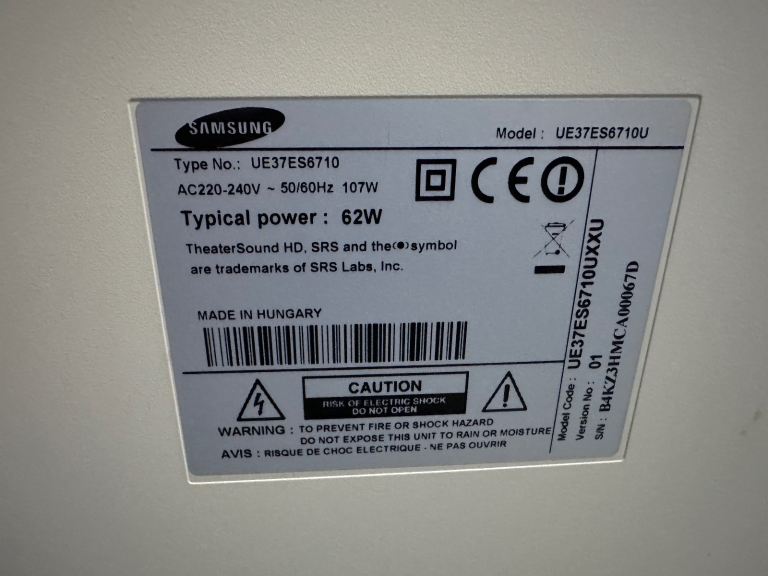 SAMSUNG
Model : UE37ES6710U
Type No.: UE37ES6710
AC220-240V ~ 50/60Hz 107W
Typical power : 62W
TheaterSound HD, SRS and the(●)symbol
are trademarks of SRS Labs, Inc.
MADE IN HUNGARY
CAUTION
RISK OF ELECTRIC SHOCK
DO NOT OPEN
WARNING : TO PREVENT FIRE OR SHOCK HAZARD
DO NOT EXPOSE THIS UNIT TO RAIN OR MOISTURE
AVIS : RISQUE DE CHOC ELECTRIQUE - NE PAS OUVRIR
CE
Model Code : UE37ES6710UXXU
Version No : 01
S/N : B4KZ3HMCA00067D